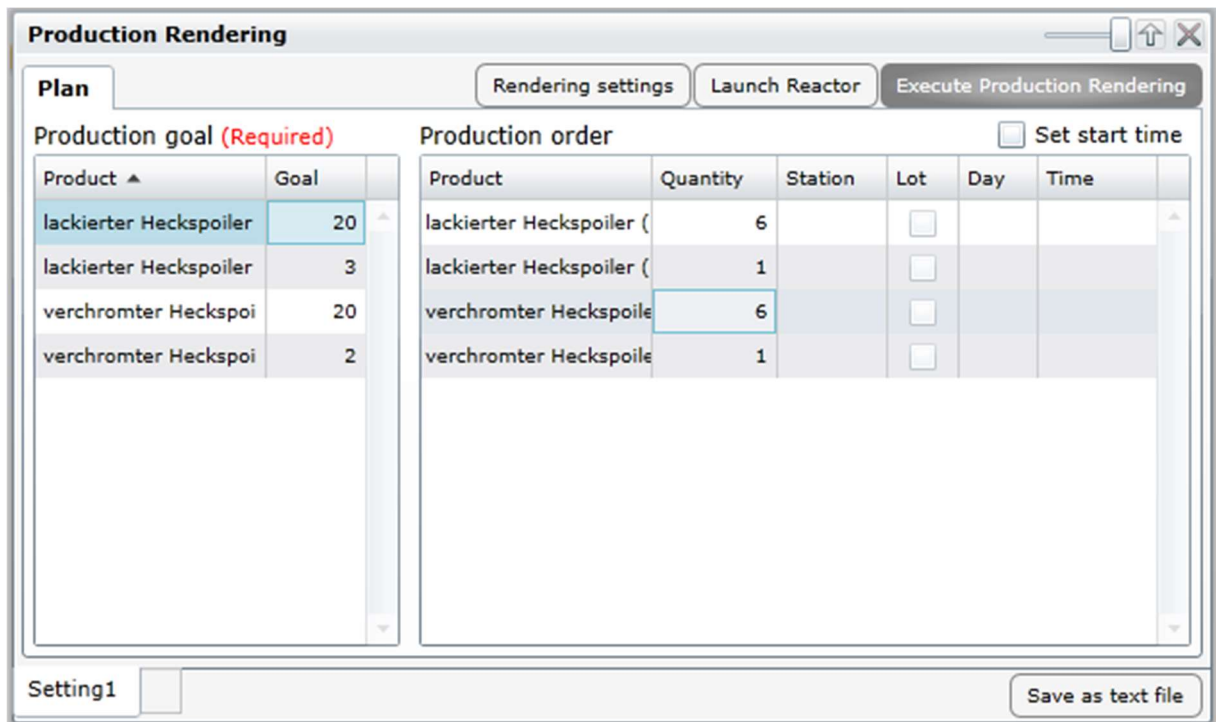 Production Rendering
Plan
Rendering settings
Launch Reactor
Execute Production Rendering
Production goal (Required)
Product Goal
lackierter Heckspoiler 20
lackierter Heckspoiler 3
verchromter Heckspoi 20
verchromter Heckspoi 2
Production order
Set start time
Product Quantity Station Lot Day Time
lackierter Heckspoiler ( 6
lackierter Heckspoiler ( 1
verchromter Heckspoile 6
verchromter Heckspoile 1
Setting1
Save as text file